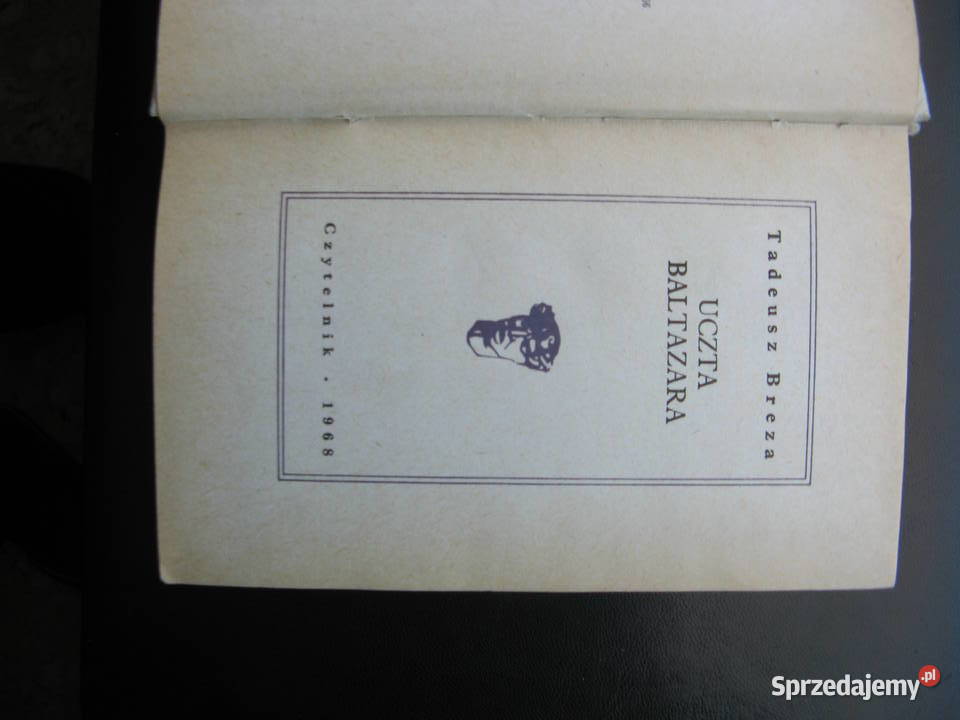 Tadeusz Breza
UCZTA
BALTAZARA
Czytelnik · 1968
Sprzedajemy.pl